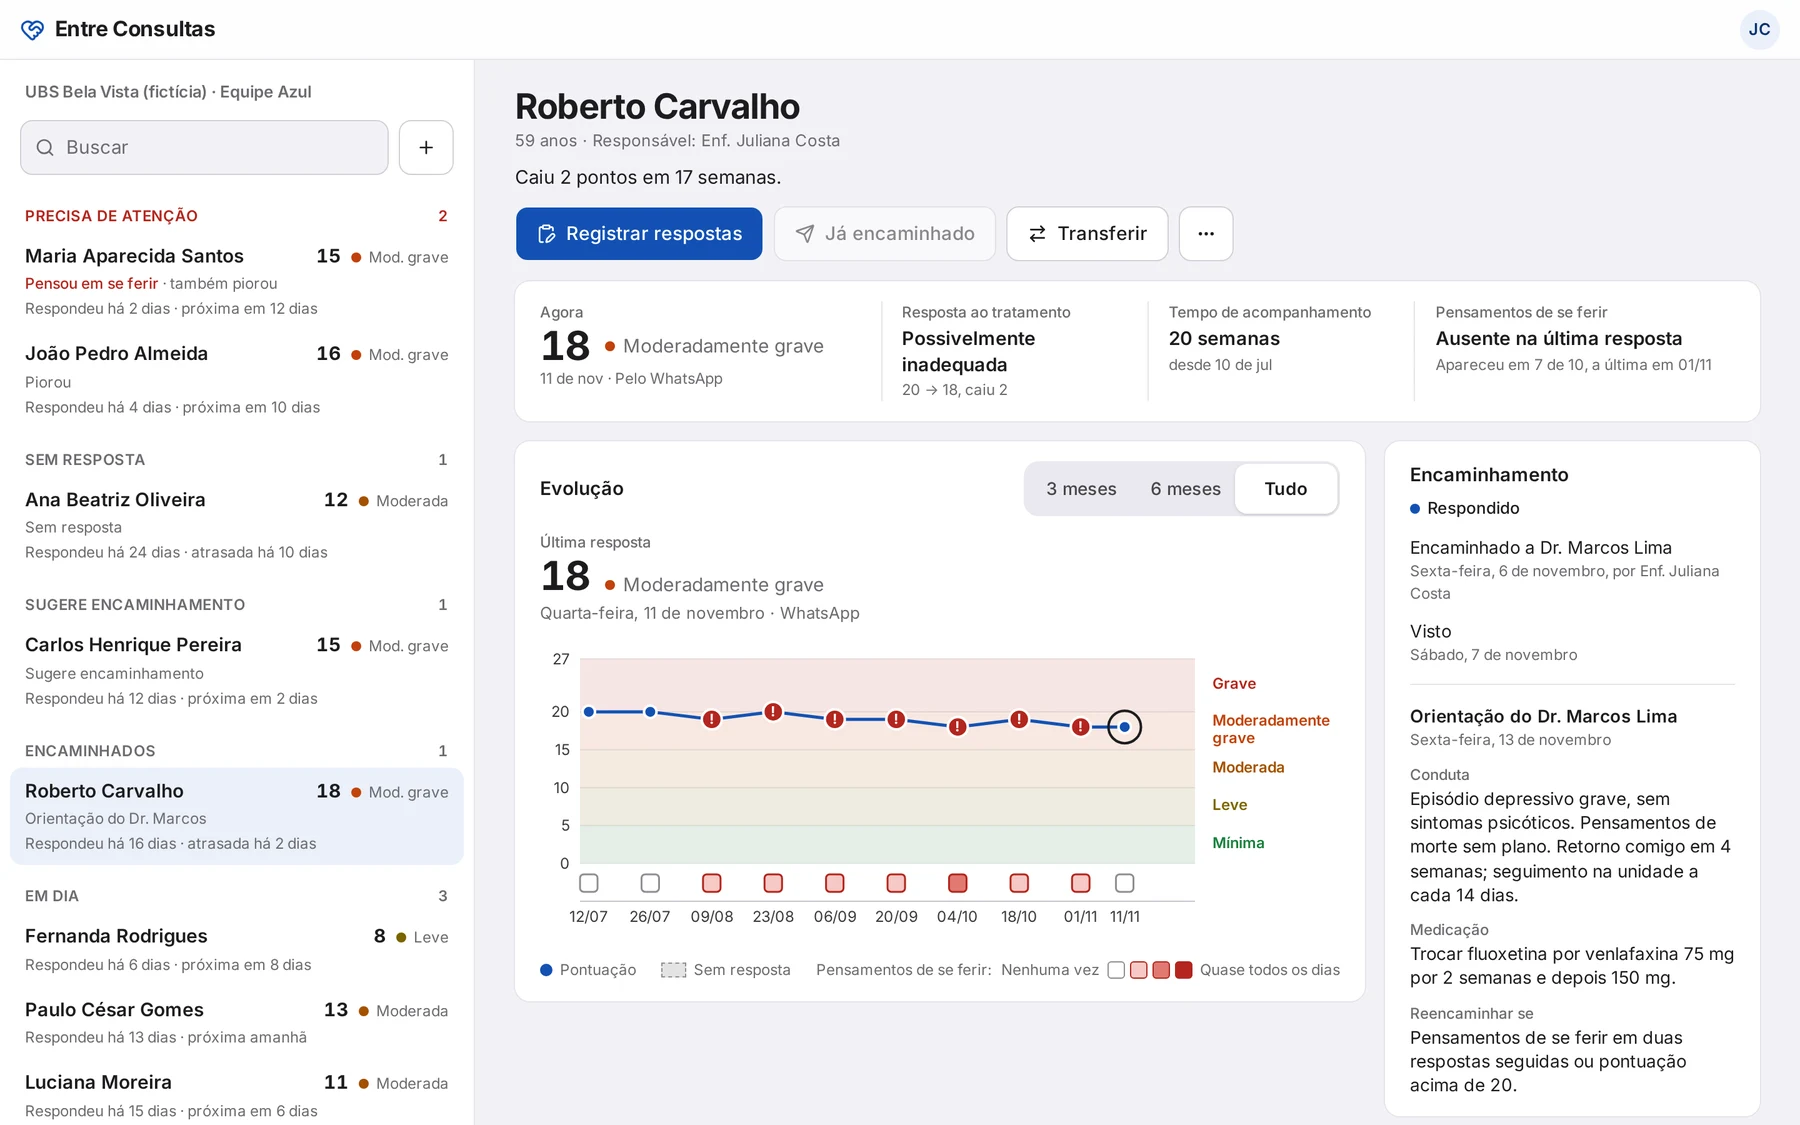 Entre Consultas
JC
UBS Bela Vista (fictícia) · Equipe Azul
Buscar
+
PRECISA DE ATENÇÃO 2
Maria Aparecida Santos 15 Mod. grave
Pensou em se ferir · também piorou
Respondeu há 2 dias · próxima em 12 dias
João Pedro Almeida 16 Mod. grave
Piorou
Respondeu há 4 dias · próxima em 10 dias
SEM RESPOSTA 1
Ana Beatriz Oliveira 12 Moderada
Sem resposta
Respondeu há 24 dias · atrasada há 10 dias
SUGERE ENCAMINHAMENTO 1
Carlos Henrique Pereira 15 Mod. grave
Sugere encaminhamento
Respondeu há 12 dias · próxima em 2 dias
ENCAMINHADOS 1
Roberto Carvalho 18 Mod. grave
Orientação do Dr. Marcos
Respondeu há 16 dias · atrasada há 2 dias
EM DIA 3
Fernanda Rodrigues 8 Leve
Respondeu há 6 dias · próxima em 8 dias
Paulo César Gomes 13 Moderada
Respondeu há 13 dias · próxima amanhã
Luciana Moreira 11 Moderada
Respondeu há 15 dias · próxima em 6 dias
Roberto Carvalho
59 anos · Responsável: Enf. Juliana Costa
Caiu 2 pontos em 17 semanas.
Registrar respostas
Já encaminhado
Transferir
···
Agora
18 Moderadamente grave
11 de nov · Pelo WhatsApp
Resposta ao tratamento
Possivelmente
inadequada
20 → 18, caiu 2
Tempo de acompanhamento
20 semanas
desde 10 de jul
Pensamentos de se ferir
Ausente na última resposta
Apareceu em 7 de 10, a última em 01/11
Evolução
3 meses 6 meses Tudo
Última resposta
18 Moderadamente grave
Quarta-feira, 11 de novembro · WhatsApp
27
20
15
10
5
0
Grave
Moderadamente
grave
Moderada
Leve
Mínima
! ! ! ! ! ! !
12/07 26/07 09/08 23/08 06/09 20/09 04/10 18/10 01/11 11/11
Pontuação Sem resposta Pensamentos de se ferir: Nenhuma vez Quase todos os dias
Encaminhamento
Respondido
Encaminhado a Dr. Marcos Lima
Sexta-feira, 6 de novembro, por Enf. Juliana
Costa
Visto
Sábado, 7 de novembro
Orientação do Dr. Marcos Lima
Sexta-feira, 13 de novembro
Conduta
Episódio depressivo grave, sem
sintomas psicóticos. Pensamentos de
morte sem plano. Retorno comigo em 4
semanas; seguimento na unidade a
cada 14 dias.
Medicação
Trocar fluoxetina por venlafaxina 75 mg
por 2 semanas e depois 150 mg.
Reencaminhar se
Pensamentos de se ferir em duas
respostas seguidas ou pontuação
acima de 20.